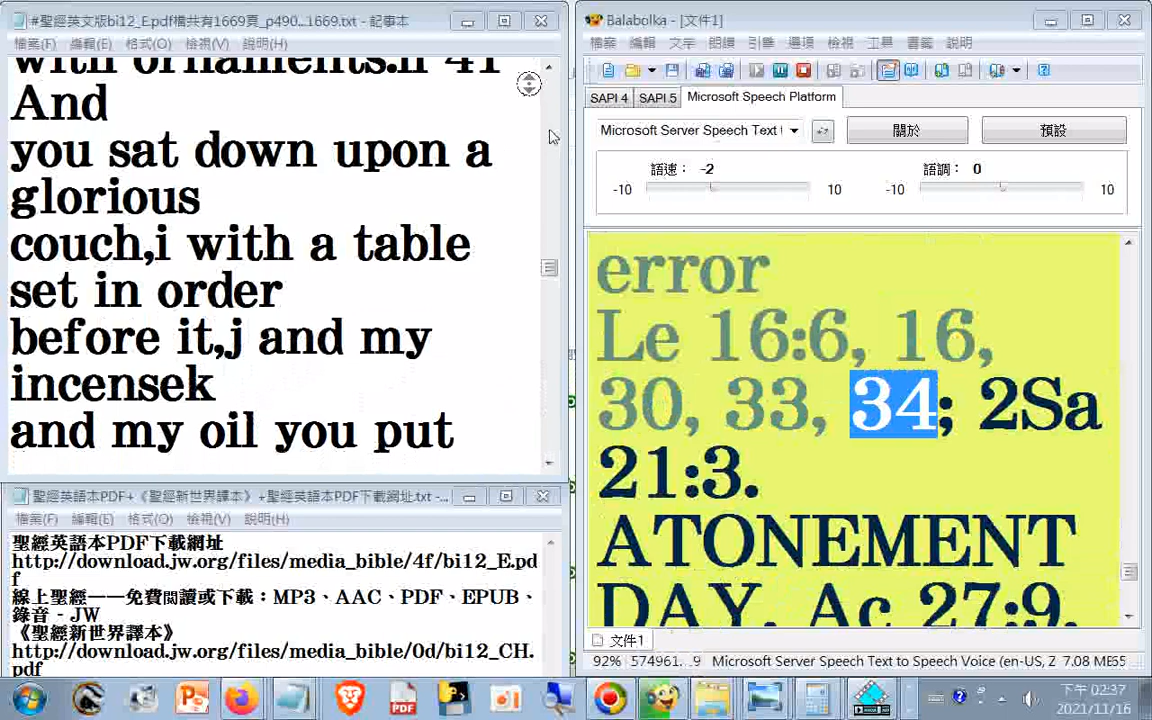 #聖經英文版bi12_E.pdf檔共有1669頁_p490...1669.txt - 記事本
檔案(F) 編輯(E) 格式(O) 檢視(V) 說明(H)
with ornaments.h 41
And
you sat down upon a
glorious
couch,i with a table
set in order
before it,j and my
incensek
and my oil you put
聖經英語本PDF+《聖經新世界譯本》+聖經英語本PDF下載網址.txt -...
檔案(F) 編輯(E) 格式(O) 檢視(V) 說明(H)
聖經英語本PDF下載網址
http://download.jw.org/files/media_bible/4f/bi12_E.pd
f
線上聖經——免費閱讀或下載：MP3、AAC、PDF、EPUB、
錄音 - JW
《聖經新世界譯本》
http://download.jw.org/files/media_bible/0d/bi12_CH.
pdf
Balabolka - [文件1]
檔案 編輯 文字 朗讀 引擎 選項 檢視 工具 書籤 說明
SAPI 4 SAPI 5 Microsoft Speech Platform
Microsoft Server Speech Text 關於 預設
語速： -2 語調： 0
-10 10 -10 10
error
Le 16:6, 16,
30, 33, 34; 2Sa
21:3.
ATONEMENT
DAY, Ac 27:9.
文件1
92% 574961. .9 Microsoft Server Speech Text to Speech Voice (en-US, Z 7.08 ME55
PDF
下午 02:37
2021/11/16